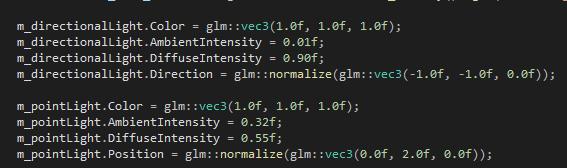 m_directionalLight.Color = glm::vec3(1.0f, 1.0f, 1.0f);
m_directionalLight.AmbientIntensity = 0.01f;
m_directionalLight.DiffuseIntensity = 0.90f;
m_directionalLight.Direction = glm::normalize(glm::vec3(-1.0f, -1.0f, 0.0f));
m_pointLight.Color = glm::vec3(1.0f, 1.0f, 1.0f);
m_pointLight.AmbientIntensity = 0.32f;
m_pointLight.DiffuseIntensity = 0.55f;
m_pointLight.Position = glm::normalize(glm::vec3(0.0f, 2.0f, 0.0f));